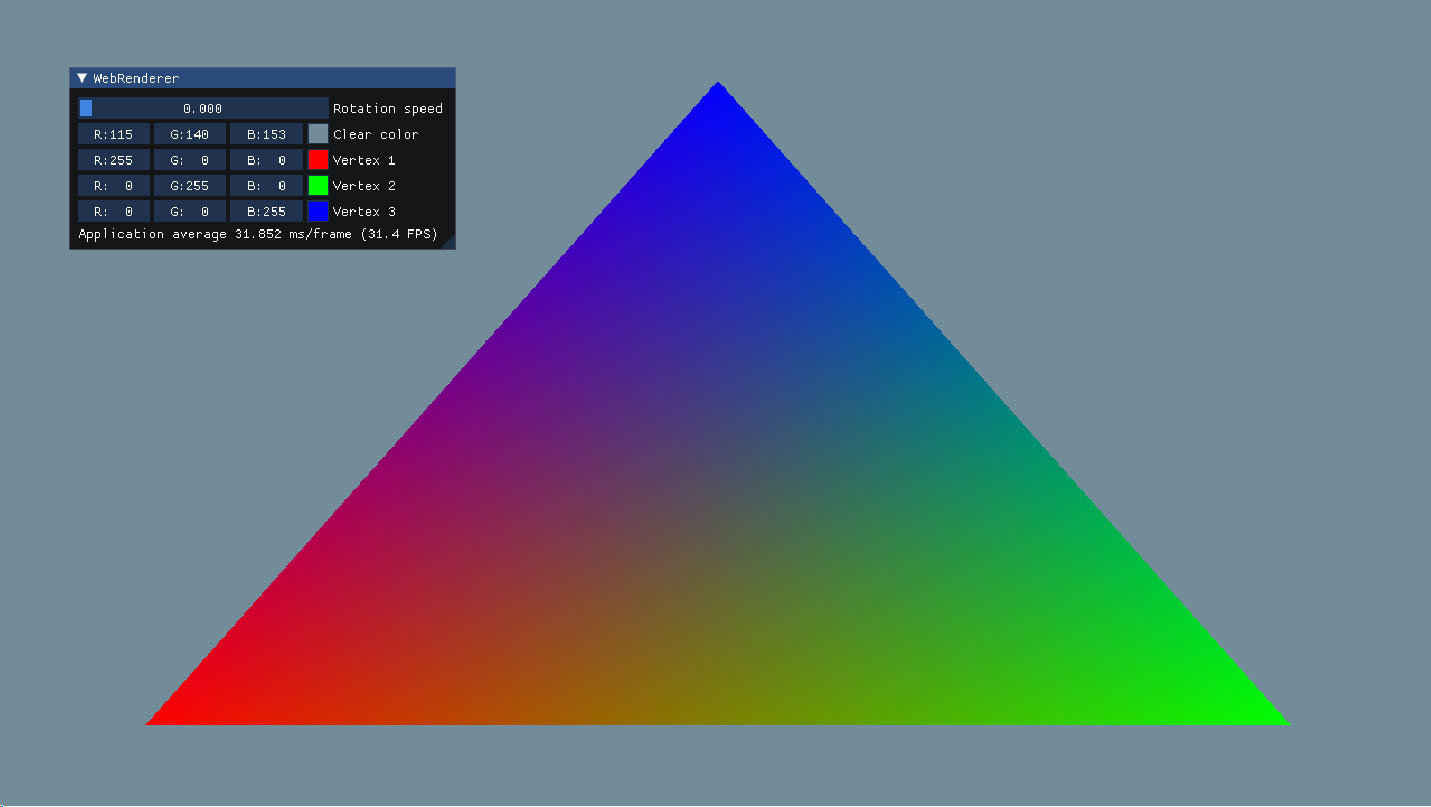 WebRenderer
0.000 Rotation speed
R:115 G:140 B:153 Clear color
R:255 G: 0 B: 0 Vertex 1
R: 0 G:255 B: 0 Vertex 2
R: 0 G: 0 B:255 Vertex 3
Application average 31.852 ms/frame (31.4 FPS)